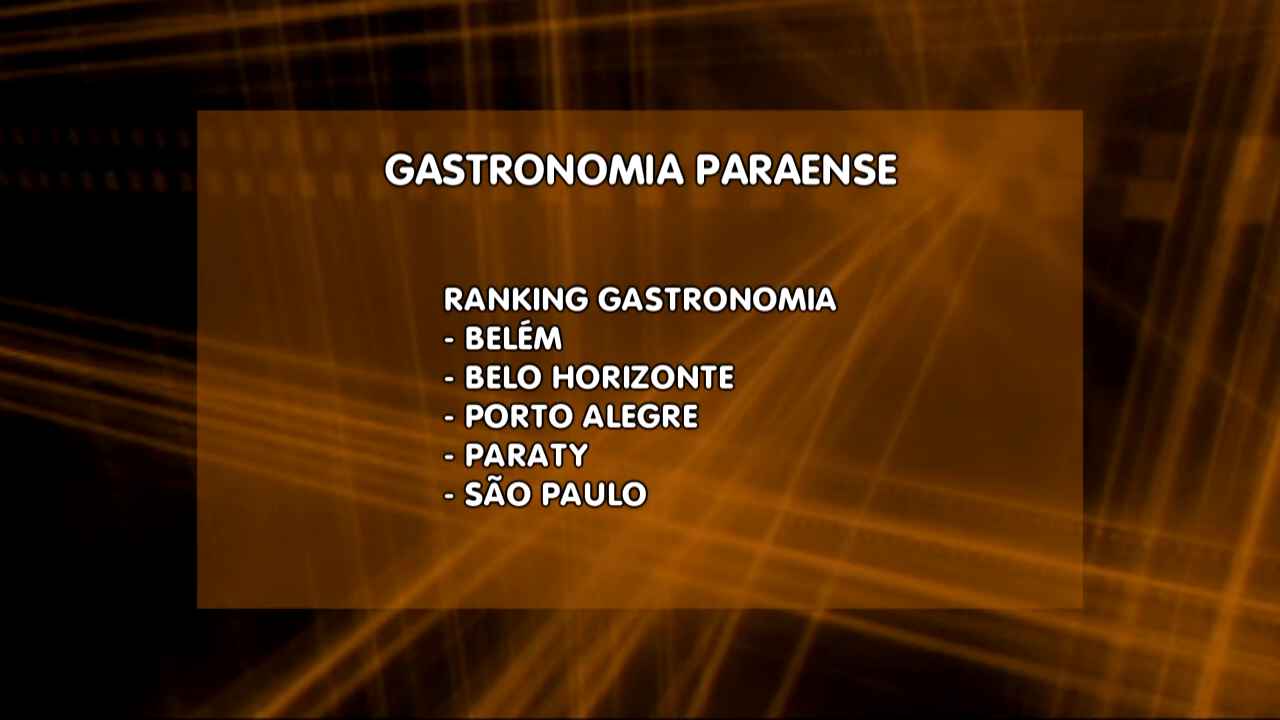 GASTRONOMIA PARAENSE
RANKING GASTRONOMIA
- BELÉM
- BELO HORIZONTE
- PORTO ALEGRE
- PARATY
- SÃO PAULO